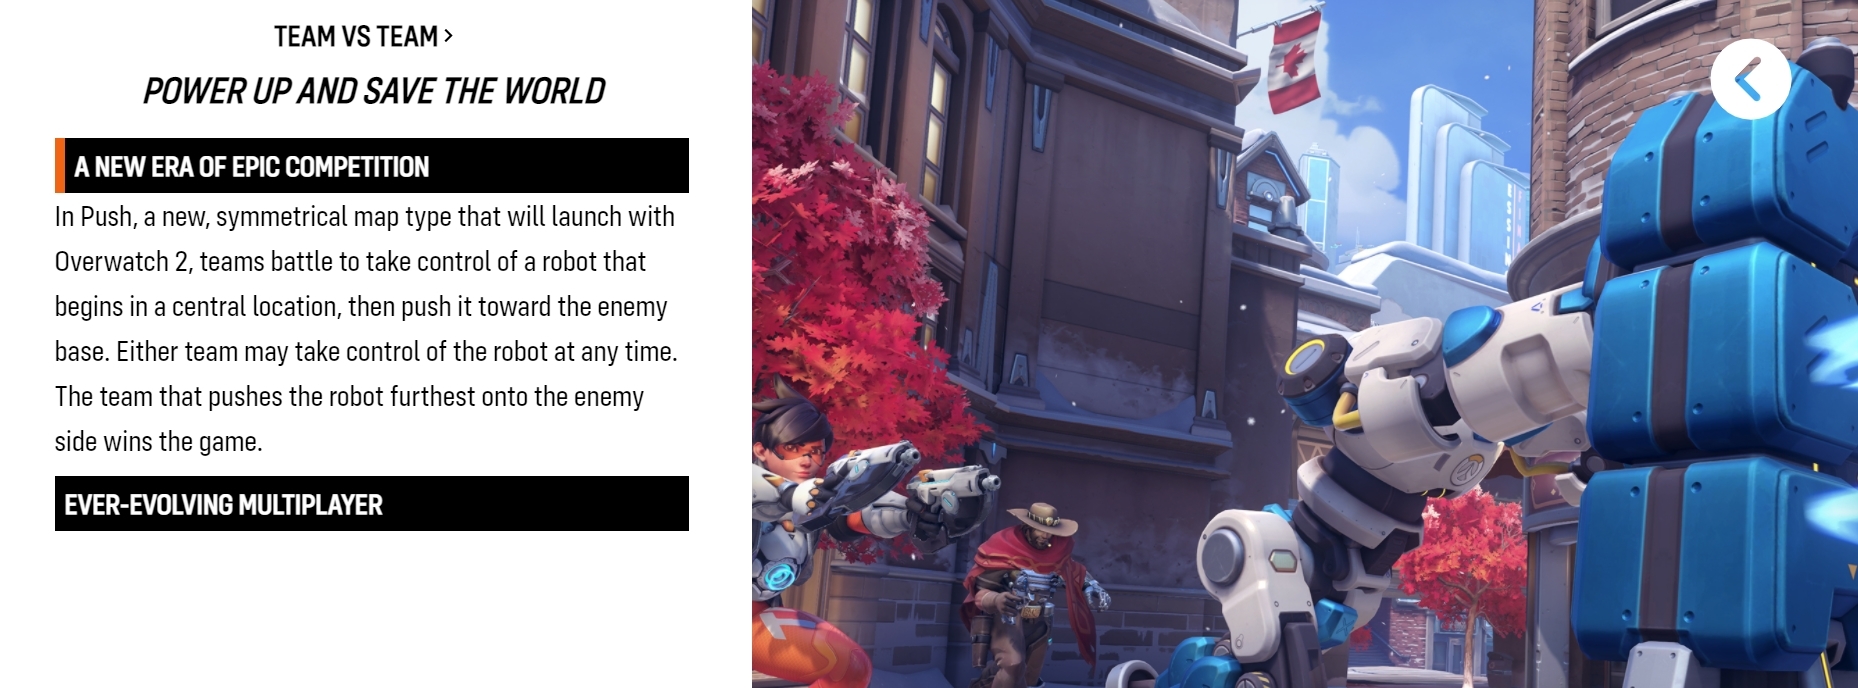 TEAM VS TEAM >
POWER UP AND SAVE THE WORLD
A NEW ERA OF EPIC COMPETITION
In Push, a new, symmetrical map type that will launch with
Overwatch 2, teams battle to take control of a robot that
begins in a central location, then push it toward the enemy
base. Either team may take control of the robot at any time.
The team that pushes the robot furthest onto the enemy
side wins the game.
EVER-EVOLVING MULTIPLAYER